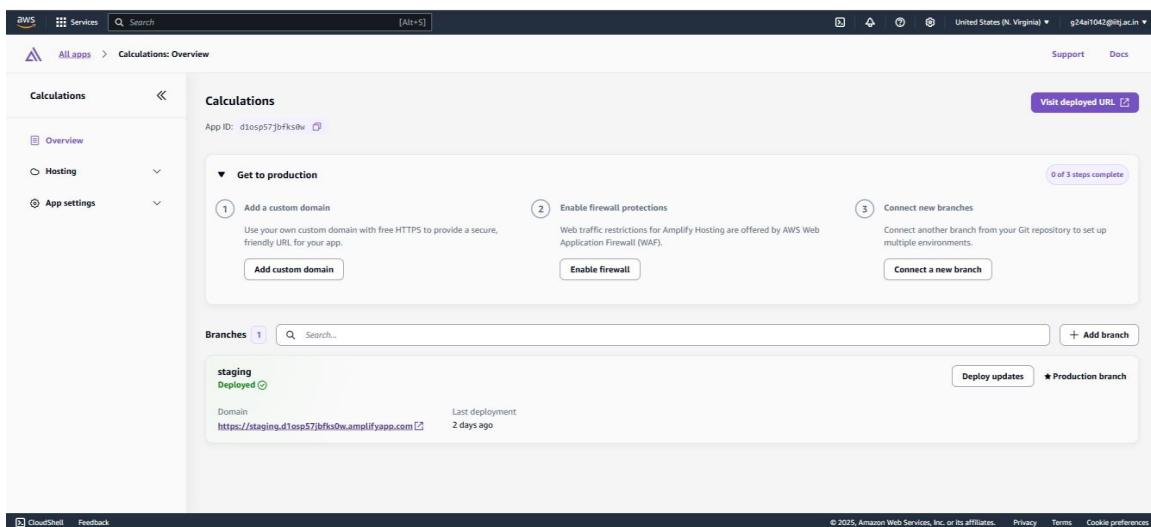 aws Services Search [Alt+S] United States (N. Virginia) g24ai1042@iitj.ac.in
All apps > Calculations: Overview Support Docs
Calculations
Overview
Hosting
App settings
Calculations Visit deployed URL
App ID: d1osp57jbfks0w
Get to production 0 of 3 steps complete
1 Add a custom domain
Use your own custom domain with free HTTPS to provide a secure,
friendly URL for your app.
Add custom domain
2 Enable firewall protections
Web traffic restrictions for Amplify Hosting are offered by AWS Web
Application Firewall (WAF).
Enable firewall
3 Connect new branches
Connect another branch from your Git repository to set up
multiple environments.
Connect a new branch
Branches 1 Search... + Add branch
staging
Deployed
Deploy updates ★ Production branch
Domain
https://staging.d1osp57jbfks0w.amplifyapp.com
Last deployment
2 days ago
CloudShell Feedback © 2025, Amazon Web Services, Inc. or its affiliates. Privacy Terms Cookie preferences